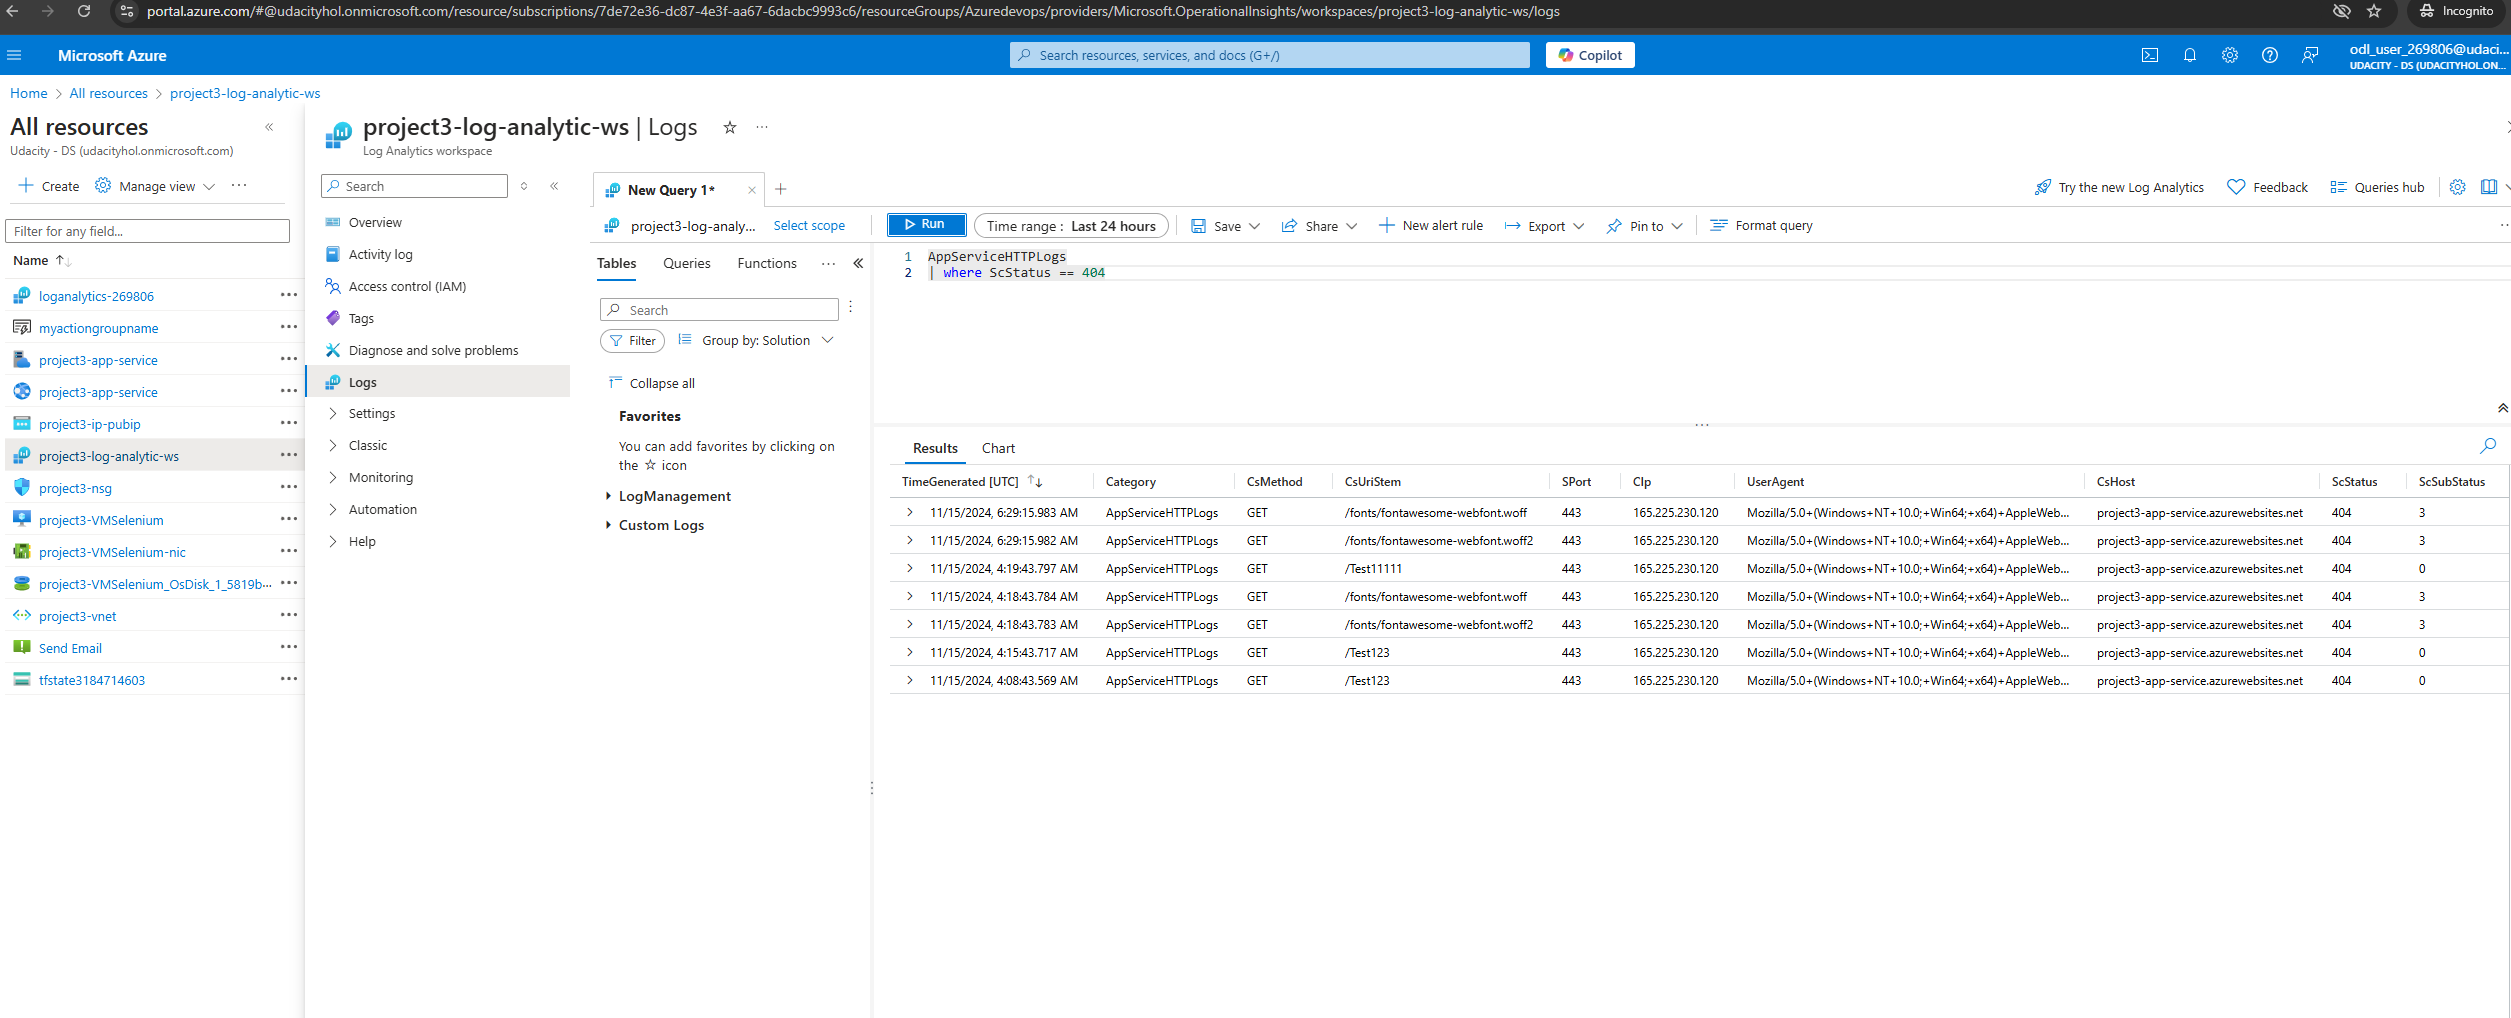 portal.azure.com/#@udacityhol.onmicrosoft.com/resource/subscriptions/7de72e36-dc87-4e3f-aa67-6dacbc9993c6/resourceGroups/Azuredevops/providers/Microsoft.OperationalInsights/workspaces/project3-log-analytic-ws/logs
Incognito
Microsoft Azure
Search resources, services, and docs (G+/)
Copilot
odl_user_269806@udaci...
UDACITY - DS (UDACITYHOL.ON...
Home > All resources > project3-log-analytic-ws
All resources
Udacity - DS (udacityhol.onmicrosoft.com)
Create
Manage view
Filter for any field...
Name
loganalytics-269806
myactiongroupname
project3-app-service
project3-app-service
project3-ip-pubip
project3-log-analytic-ws
project3-nsg
project3-VMSelenium
project3-VMSelenium-nic
project3-VMSelenium_OsDisk_1_5819b...
project3-vnet
Send Email
tfstate3184714603
project3-log-analytic-ws | Logs
Log Analytics workspace
Search
Overview
Activity log
Access control (IAM)
Tags
Diagnose and solve problems
Logs
Settings
Classic
Monitoring
Automation
Help
New Query 1*
Try the new Log Analytics
Feedback
Queries hub
project3-log-analy...
Select scope
Run
Time range : Last 24 hours
Save
Share
New alert rule
Export
Pin to
Format query
Tables
Queries
Functions
Search
Filter
Group by: Solution
Collapse all
Favorites
You can add favorites by clicking on
the ☆ icon
LogManagement
Custom Logs
1 AppServiceHTTPLogs
2 | where ScStatus == 404
Results
Chart
TimeGenerated [UTC] Category CsMethod CsUriStem SPort CIp UserAgent CsHost ScStatus ScSubStatus
11/15/2024, 6:29:15.983 AM AppServiceHTTPLogs GET /fonts/fontawesome-webfont.woff 443 165.225.230.120 Mozilla/5.0+(Windows+NT+10.0;+Win64;+x64)+AppleWeb... project3-app-service.azurewebsites.net 404 3
11/15/2024, 6:29:15.982 AM AppServiceHTTPLogs GET /fonts/fontawesome-webfont.woff2 443 165.225.230.120 Mozilla/5.0+(Windows+NT+10.0;+Win64;+x64)+AppleWeb... project3-app-service.azurewebsites.net 404 3
11/15/2024, 4:19:43.797 AM AppServiceHTTPLogs GET /Test11111 443 165.225.230.120 Mozilla/5.0+(Windows+NT+10.0;+Win64;+x64)+AppleWeb... project3-app-service.azurewebsites.net 404 0
11/15/2024, 4:18:43.784 AM AppServiceHTTPLogs GET /fonts/fontawesome-webfont.woff 443 165.225.230.120 Mozilla/5.0+(Windows+NT+10.0;+Win64;+x64)+AppleWeb... project3-app-service.azurewebsites.net 404 3
11/15/2024, 4:18:43.783 AM AppServiceHTTPLogs GET /fonts/fontawesome-webfont.woff2 443 165.225.230.120 Mozilla/5.0+(Windows+NT+10.0;+Win64;+x64)+AppleWeb... project3-app-service.azurewebsites.net 404 3
11/15/2024, 4:15:43.717 AM AppServiceHTTPLogs GET /Test123 443 165.225.230.120 Mozilla/5.0+(Windows+NT+10.0;+Win64;+x64)+AppleWeb... project3-app-service.azurewebsites.net 404 0
11/15/2024, 4:08:43.569 AM AppServiceHTTPLogs GET /Test123 443 165.225.230.120 Mozilla/5.0+(Windows+NT+10.0;+Win64;+x64)+AppleWeb... project3-app-service.azurewebsites.net 404 0